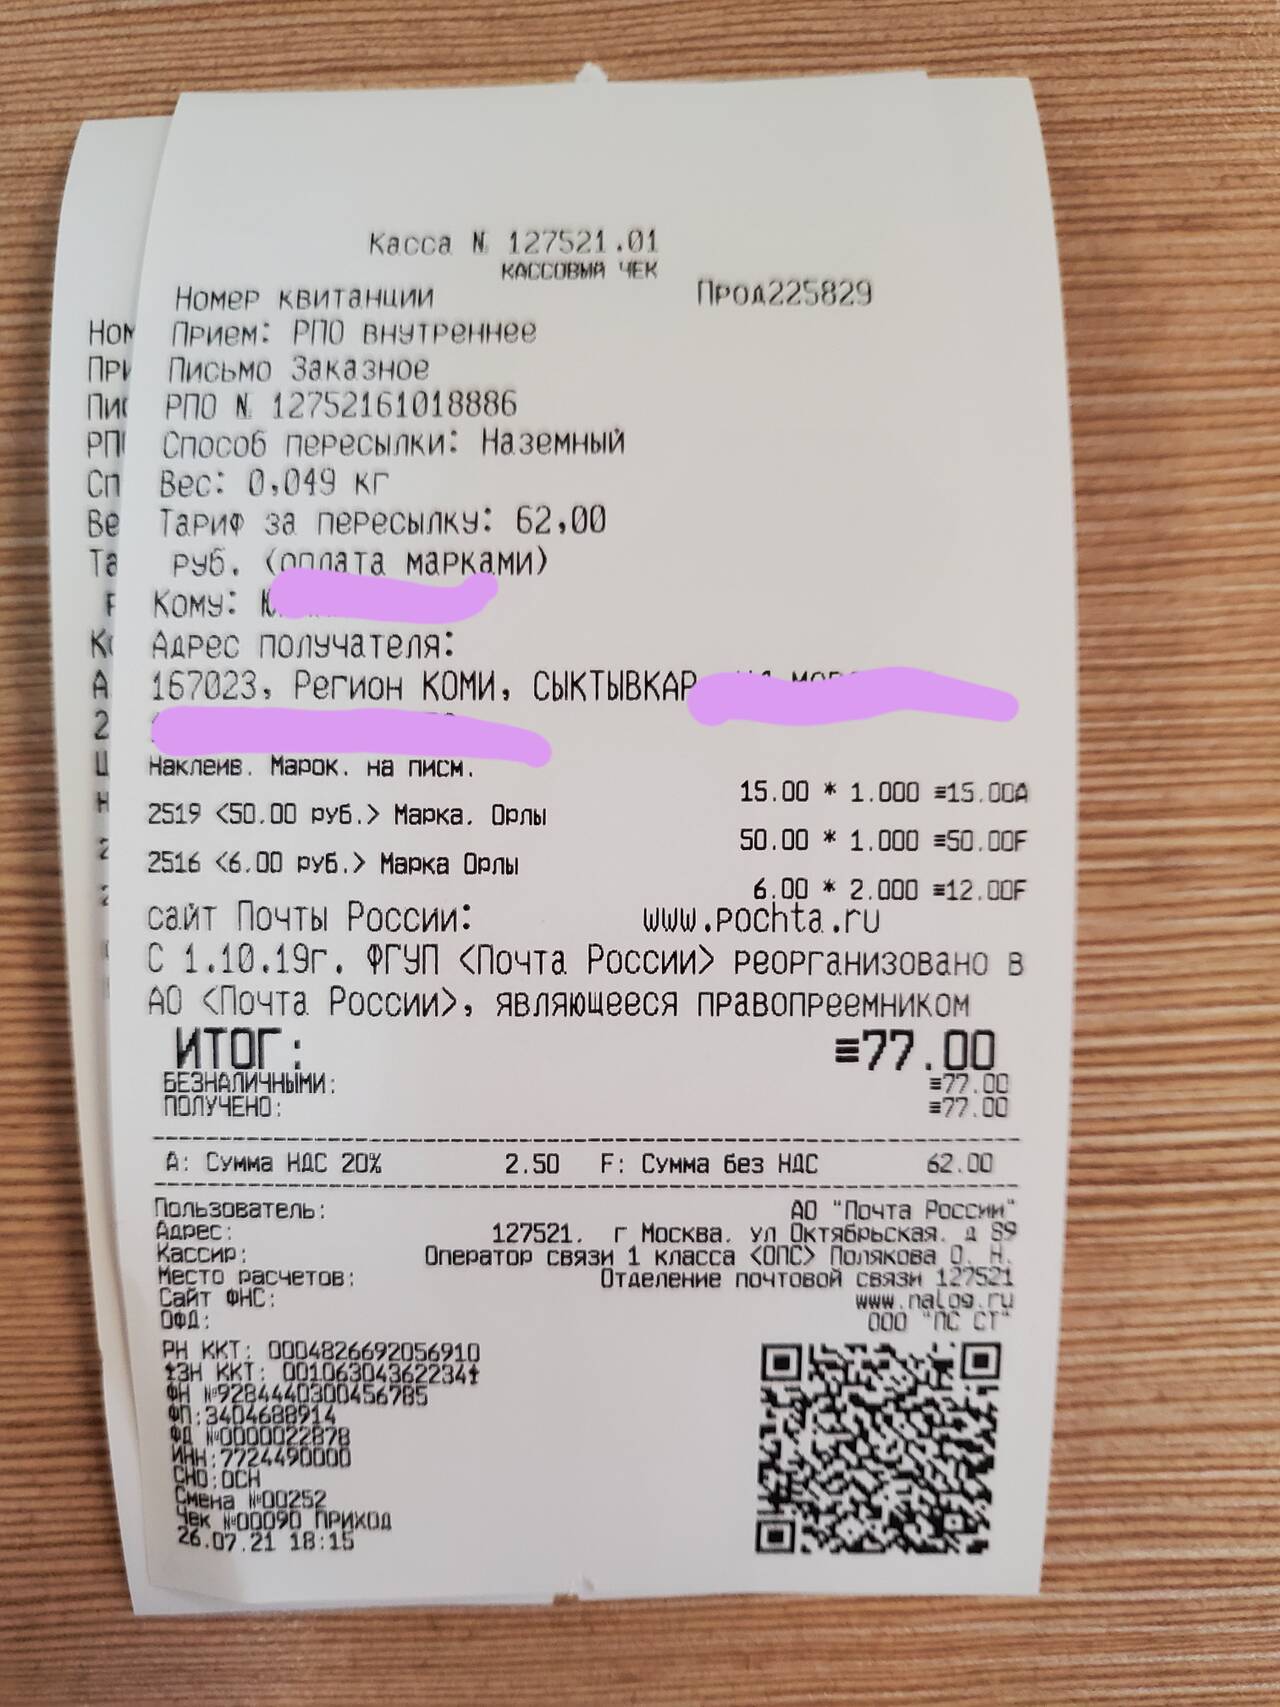 Касса № 127521.01
КАССОВЫЙ ЧЕК
Номер квитанции Прод225829
Прием: РПО внутреннее
Письмо Заказное
РПО № 12752161018886
Способ пересылки: Наземный
Вес: 0,049 кг
Тариф за пересылку: 62,00
руб. (оплата марками)
Кому:
Адрес получателя:
167023, Регион КОМИ, СЫКТЫВКАР
Наклеив. Марок. на писм.
15.00 * 1.000 ≡15.00А
2519 <50.00 руб.> Марка. Орлы
50.00 * 1.000 ≡50.00F
2516 <6.00 руб.> Марка Орлы
6.00 * 2.000 ≡12.00F
сайт Почты России: www.pochta.ru
С 1.10.19г. ФГУП <Почта России> реорганизовано в
АО <Почта России>, являющееся правопреемником
ИТОГ: ≡77.00
БЕЗНАЛИЧНЫМИ: ≡77.00
ПОЛУЧЕНО: ≡77.00
А: Сумма НДС 20% 2.50 F: Сумма без НДС 62.00
Пользователь: АО "Почта России"
Адрес: 127521. г Москва. ул Октябрьская. д 89
Кассир: Оператор связи 1 класса <ОПС> Полякова О. Н.
Место расчетов: Отделение почтовой связи 127521
Сайт ФНС: www.nalog.ru
ОФД: ООО "ПС СТ"
РН ККТ: 0004826692056910
ЗН ККТ: 00106304362234
ФН №9284440300456785
ФП:3404688914
ФД №0000022878
ИНН:7724490000
СНО:ОСН
Смена №00252
Чек №00090 ПРИХОД
26.07.21 18:15